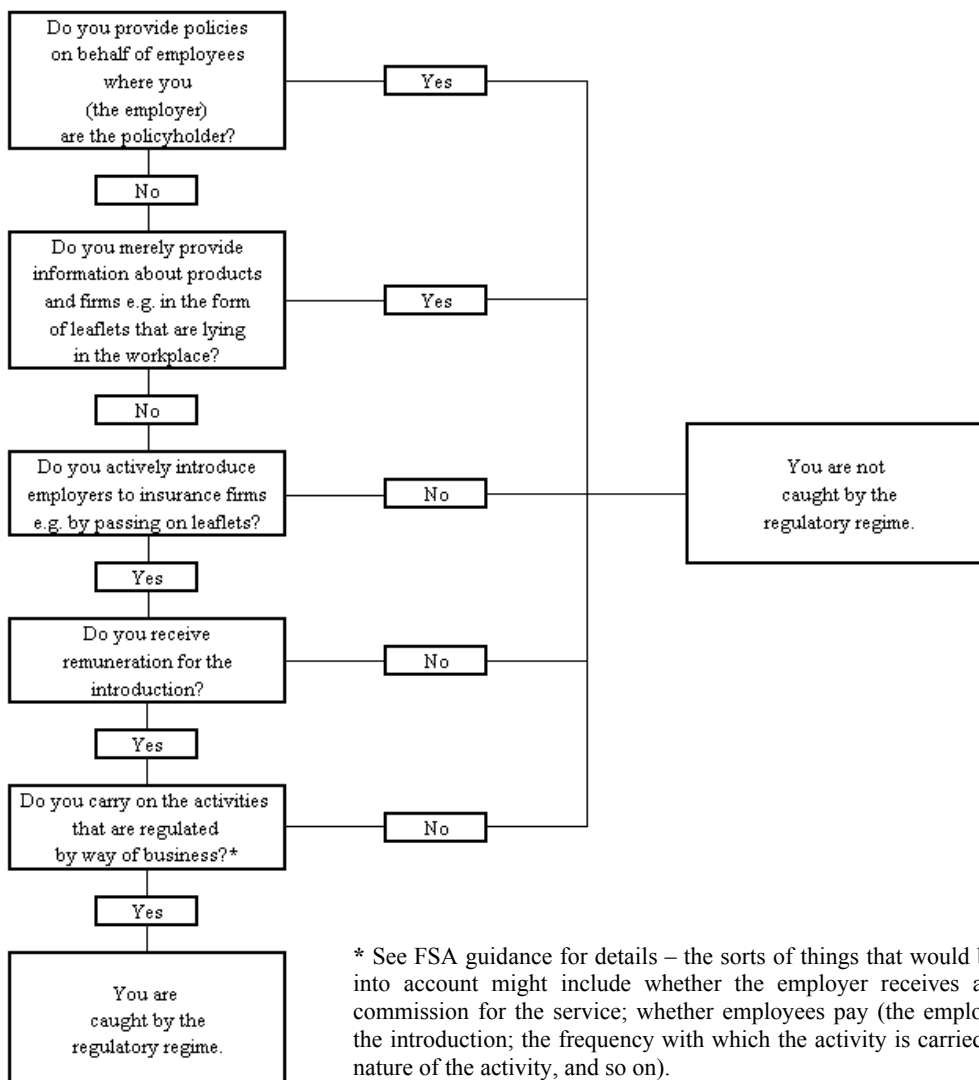 Do you provide policies
on behalf of employees
where you
(the employer)
are the policyholder?
Yes
No
Do you merely provide
information about products
and firms e.g. in the form
of leaflets that are lying
in the workplace?
Yes
No
Do you actively introduce
employers to insurance firms
e.g. by passing on leaflets?
No
You are not
caught by the
regulatory regime.
Yes
Do you receive
remuneration for the
introduction?
No
Yes
Do you carry on the activities
that are regulated
by way of business?*
No
Yes
You are
caught by the
regulatory regime.
* See FSA guidance for details – the sorts of things that would
into account might include whether the employer receives
commission for the service; whether employees pay (the
the introduction; the frequency with which the activity is carried
nature of the activity, and so on).